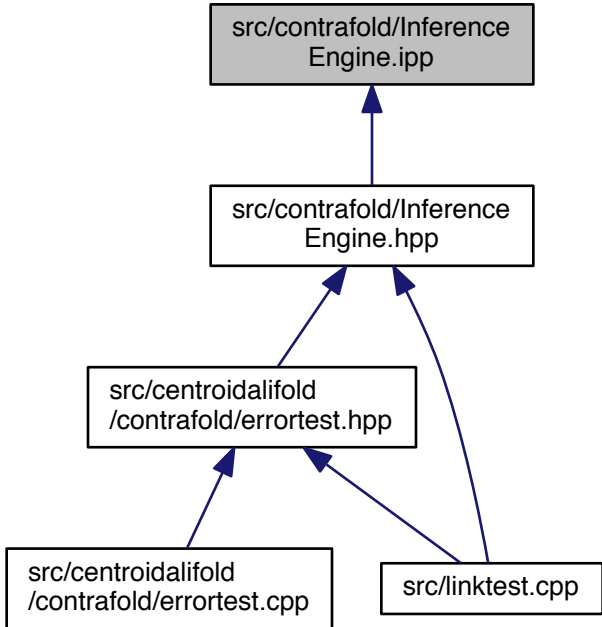 src/contrafold/Inference
Engine.ipp
src/contrafold/Inference
Engine.hpp
src/centroidalifold
/contrafold/errortest.hpp
src/centroidalifold
/contrafold/errortest.cpp
src/linktest.cpp